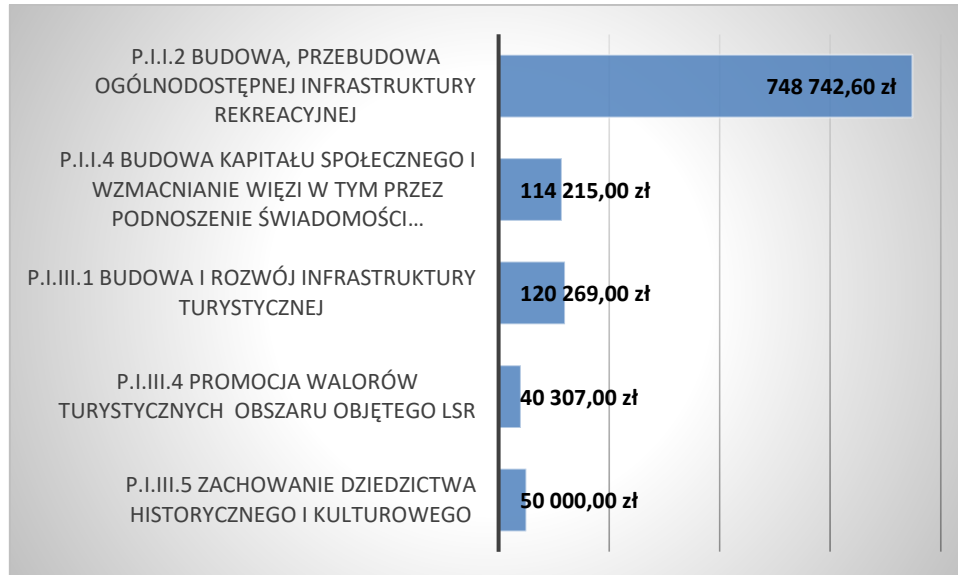 P.I.I.2 BUDOWA, PRZEBUDOWA
OGÓLNODOSTĘPNEJ INFRASTRUKTURY
REKREACYJNEJ
748 742,60 zł
P.I.I.4 BUDOWA KAPITAŁU SPOŁECZNEGO I
WZMACNIANIE WIĘZI W TYM PRZEZ
PODNOSZENIE ŚWIADOMOŚCI…
114 215,00 zł
P.I.III.1 BUDOWA I ROZWÓJ INFRASTRUKTURY
TURYSTYCZNEJ
120 269,00 zł
P.I.III.4 PROMOCJA WALORÓW
TURYSTYCZNYCH OBSZARU OBJĘTEGO LSR
40 307,00 zł
P.I.III.5 ZACHOWANIE DZIEDZICTWA
HISTORYCZNEGO I KULTUROWEGO
50 000,00 zł